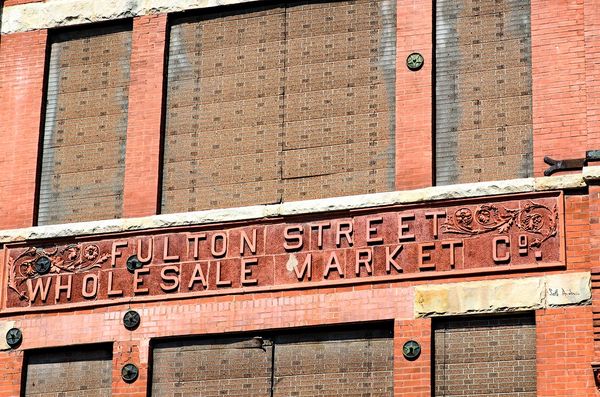 FULTON STREET
WHOLESALE MARKET CO.